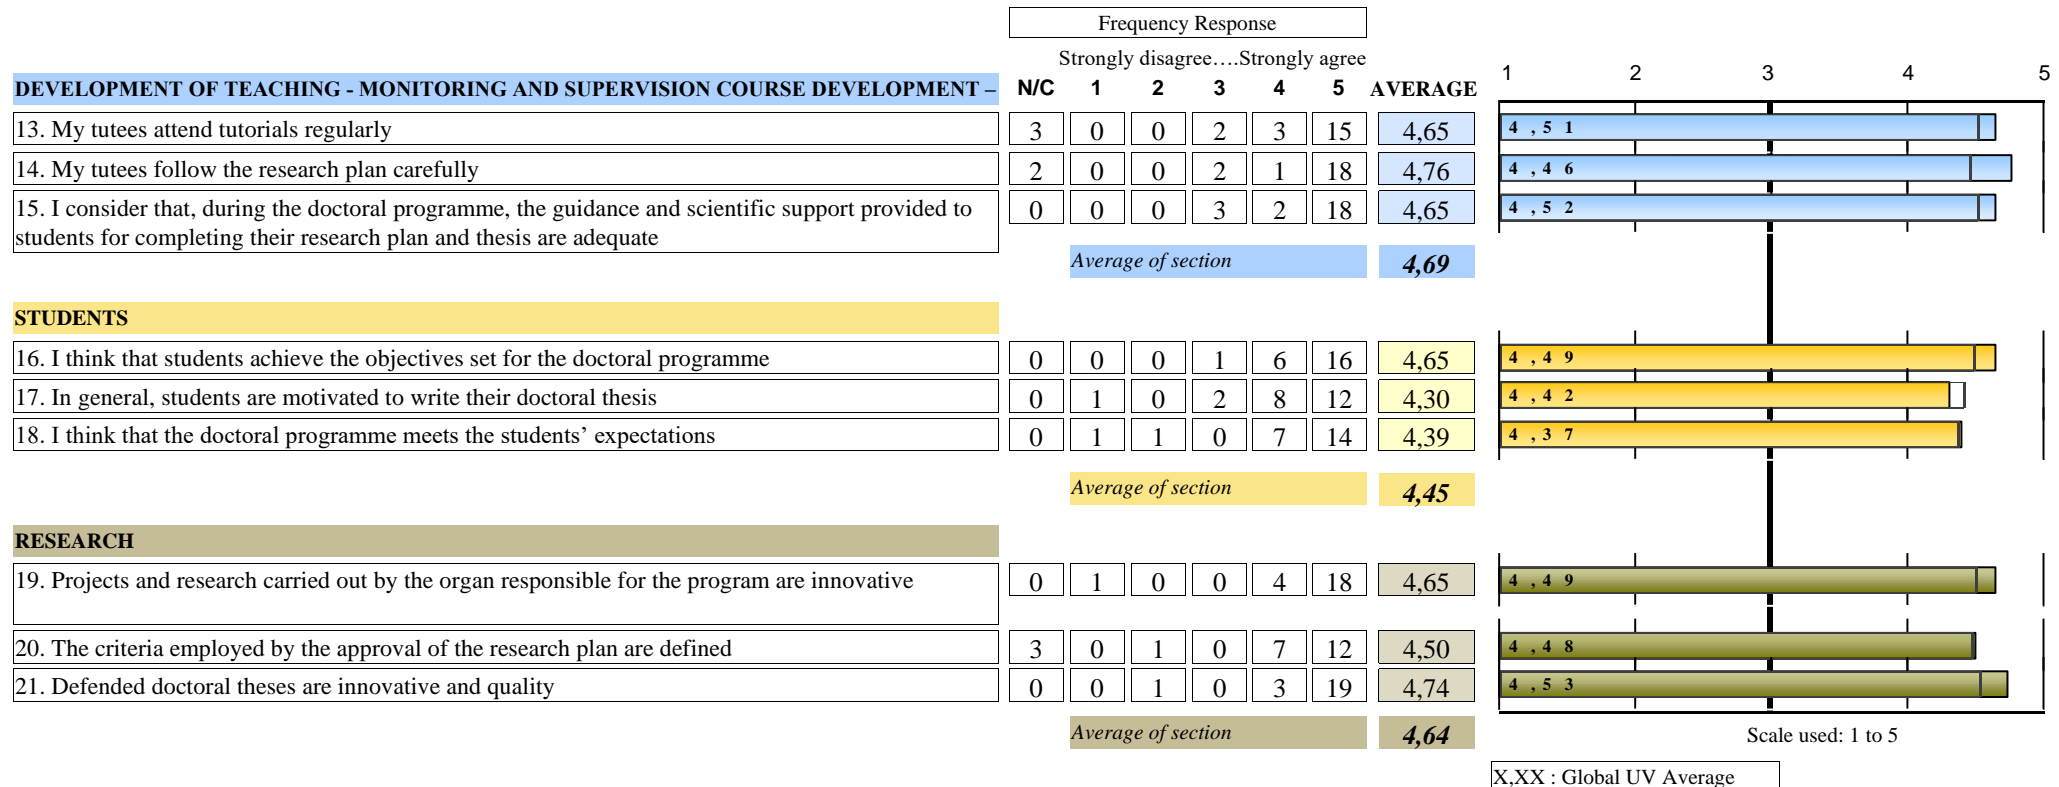 Frequency Response
Strongly disagree….Strongly agree
DEVELOPMENT OF TEACHING - MONITORING AND SUPERVISION COURSE DEVELOPMENT – N/C 1 2 3 4 5 AVERAGE 1 2 3 4 5
13. My tutees attend tutorials regularly 3 0 0 2 3 15 4,65 4,51
14. My tutees follow the research plan carefully 2 0 0 2 1 18 4,76 4,46
15. I consider that, during the doctoral programme, the guidance and scientific support provided to 0 0 0 3 2 18 4,65 4,52
students for completing their research plan and thesis are adequate
Average of section 4,69
STUDENTS
16. I think that students achieve the objectives set for the doctoral programme 0 0 0 1 6 16 4,65 4,49
17. In general, students are motivated to write their doctoral thesis 0 1 0 2 8 12 4,30 4,42
18. I think that the doctoral programme meets the students’ expectations 0 1 1 0 7 14 4,39 4,37
Average of section 4,45
RESEARCH
19. Projects and research carried out by the organ responsible for the program are innovative 0 1 0 0 4 18 4,65 4,49
20. The criteria employed by the approval of the research plan are defined 3 0 1 0 7 12 4,50 4,48
21. Defended doctoral theses are innovative and quality 0 0 1 0 3 19 4,74 4,53
Average of section 4,64 Scale used: 1 to 5
X,XX : Global UV Average